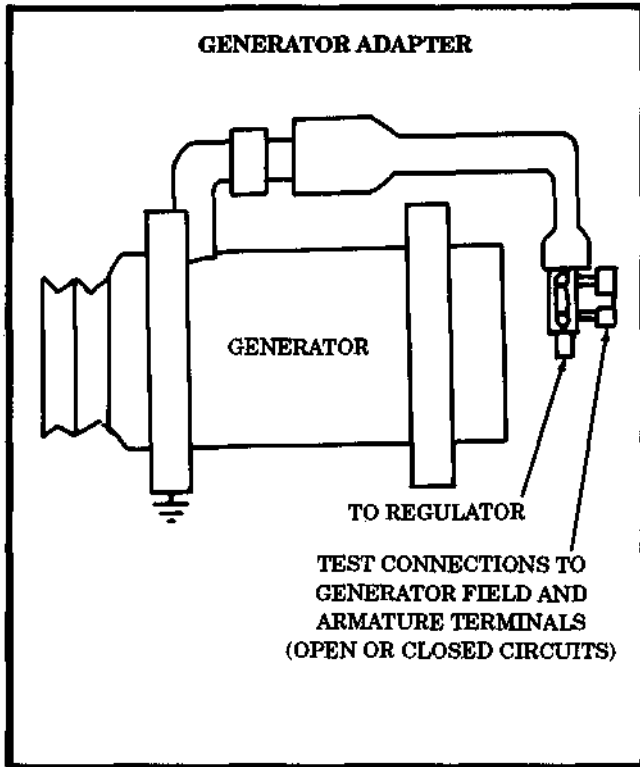 GENERATOR ADAPTER
GENERATOR
TO REGULATOR
TEST CONNECTIONS TO
GENERATOR FIELD AND
ARMATURE TERMINALS
(OPEN OR CLOSED CIRCUITS)